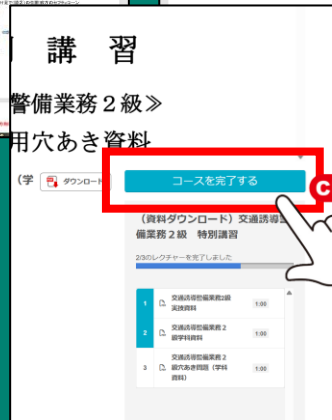 講 習
警備業務２級≫
用穴あき資料
（学
ダウンロード
コースを完了する
C
（資料ダウンロード）交通誘導警
備業務２級 特別講習
2/3のレクチャーを完了しました
1 交通誘導警備業務2級
実技資料 1:00
2 交通誘導警備業務２
級学科資料 1:00
3 交通誘導警備業務２
級穴あき問題（学科
資料） 1:00